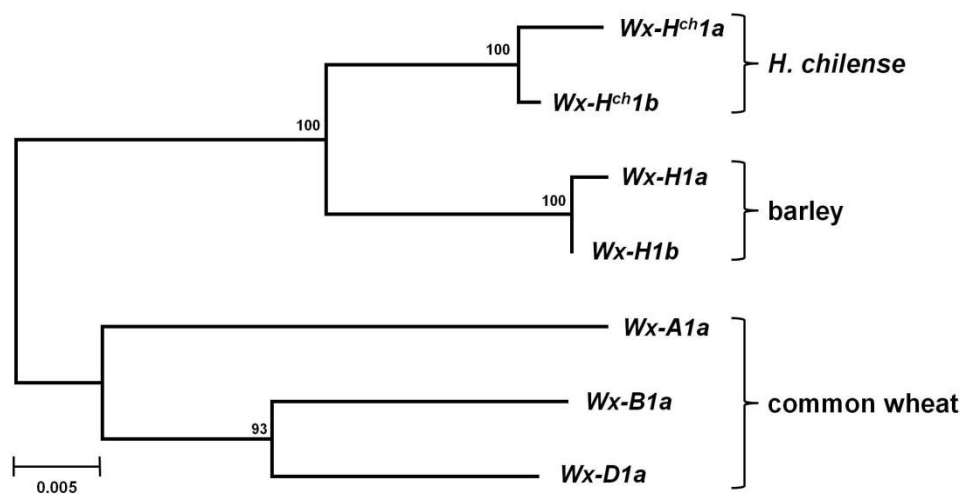 Wx-Hᶜʰ1a
100
H. chilense
Wx-Hᶜʰ1b
100
Wx-H1a
100
barley
Wx-H1b
Wx-A1a
Wx-B1a
common wheat
93
Wx-D1a
0.005